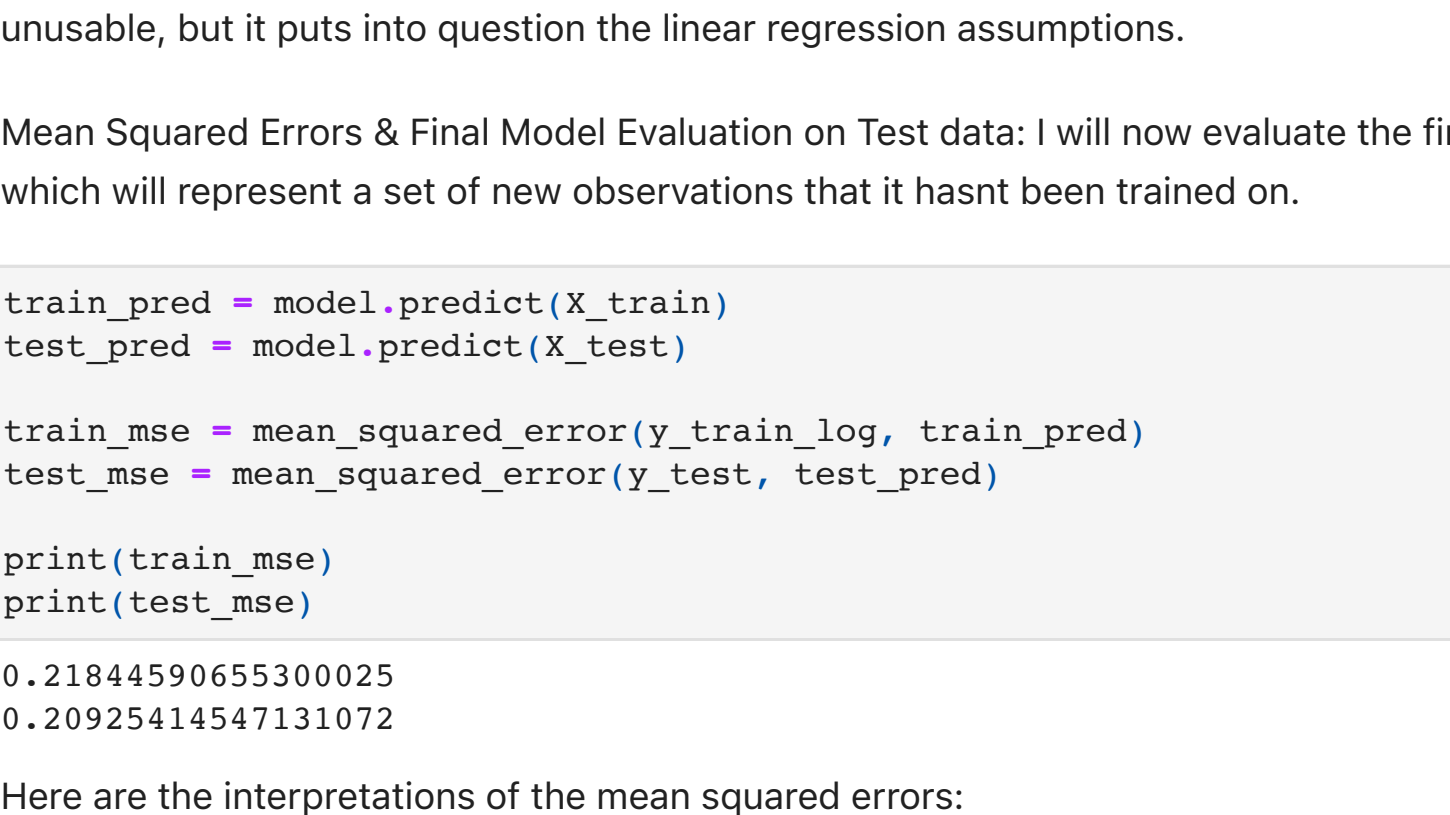 unusable, but it puts into question the linear regression assumptions.
Mean Squared Errors & Final Model Evaluation on Test data: I will now evaluate the
which will represent a set of new observations that it hasnt been trained on.
train_pred = model.predict(X_train)
test_pred = model.predict(X_test)
train_mse = mean_squared_error(y_train_log, train_pred)
test_mse = mean_squared_error(y_test, test_pred)
print(train_mse)
print(test_mse)
0.21844590655300025
0.20925414547131072
Here are the interpretations of the mean squared errors: